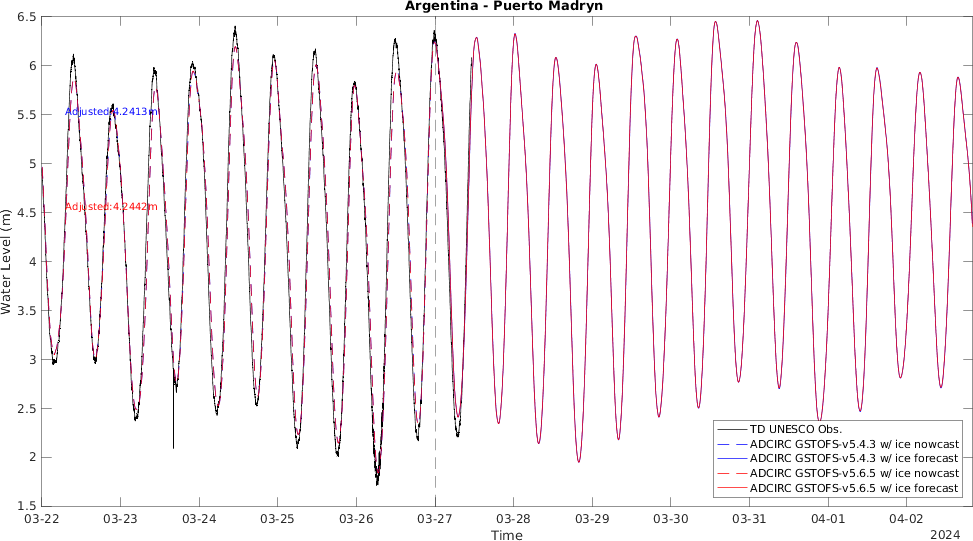 Argentina - Puerto Madryn
6.5
6
5.5
5
4.5
4
3.5
3
2.5
2
1.5
Water Level (m)
Adjusted:4.2413m
Adjusted:4.2442m
TD UNESCO Obs.
ADCIRC GSTOFS-v5.4.3 w/ ice nowcast
ADCIRC GSTOFS-v5.4.3 w/ ice forecast
ADCIRC GSTOFS-v5.6.5 w/ ice nowcast
ADCIRC GSTOFS-v5.6.5 w/ ice forecast
03-22 03-23 03-24 03-25 03-26 03-27 03-28 03-29 03-30 03-31 04-01 04-02
Time
2024